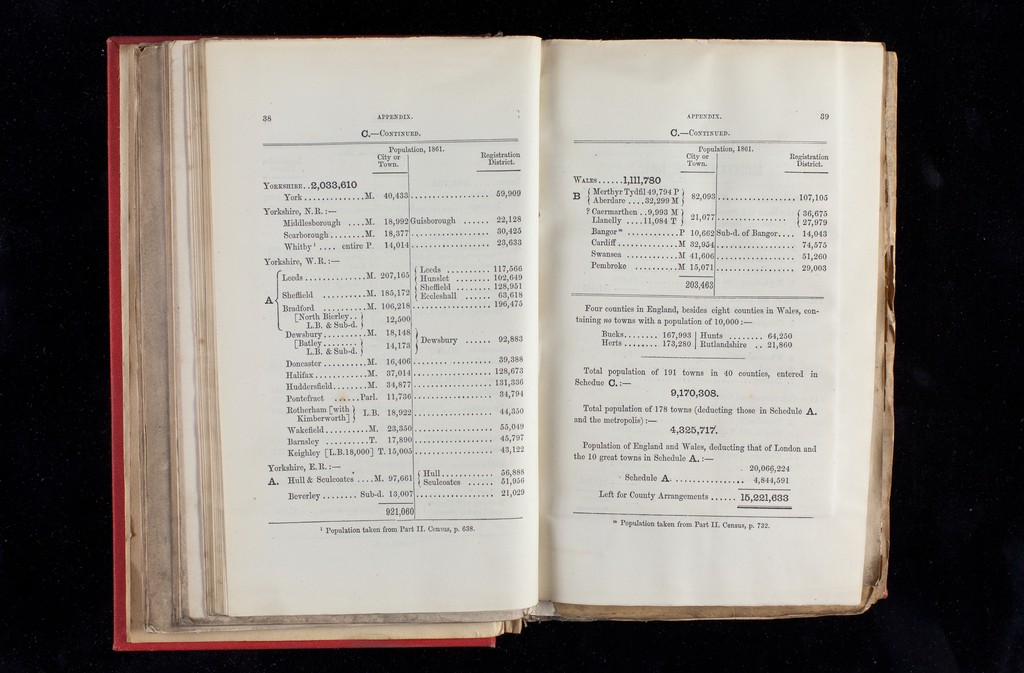 38 APPENDIX.
C.—CONTINUED.
Population, 1861.
City or Town. Registration District.
YORKSHIRE..2,033,610
York..............M. 40,433.................... 59,909
Yorkshire, N.R.:—
Middlesborough ....M. 18,992 Guisborough ...... 22,128
Scarborough........M. 18,377.................... 30,425
Whitby¹ .... entire P. 14,014.................... 23,633
Yorkshire, W.R.:—
A { Leeds..............M. 207,165 { Leeds .......... 117,566
{ Hunslet ........ 102,649
Sheffield ..........M. 185,172 { Sheffield ........ 128,951
{ Eccleshall ...... 63,618
Bradford ..........M. 106,218.................... 196,475
[North Bierley.. } 12,500
L.B. & Sub-d. }
Dewsbury..........M. 18,148 } Dewsbury ...... 92,883
[Batley........ } 14,173
L.B. & Sub-d. }
Doncaster..........M. 16,406.................... 39,388
Halifax............M. 37,014.................... 128,673
Huddersfield........M. 34,877.................... 131,336
Pontefract ......Parl. 11,736.................... 34,794
Rotherham [with } L.B. 18,922.................... 44,350
Kimberworth] }
Wakefield..........M. 23,350.................... 55,049
Barnsley ..........T. 17,890.................... 45,797
Keighley [L.B.18,000] T. 15,005.................... 43,122
Yorkshire, E.R.:—
A. Hull & Sculcoates ....M. 97,661 { Hull............ 56,888
{ Sculcoates ...... 51,956
Beverley........ Sub-d. 13,007.................... 21,029
921,060
¹ Population taken from Part II. Census, p. 638.
APPENDIX. 39
C.—CONTINUED.
Population, 1861.
City or Town. Registration District.
WALES......1,111,780
B { Merthyr Tydfil 49,794 P } 82,093.................... 107,105
{ Aberdare ....32,299 M }
? Caermarthen ..9,993 M } 21,077.................... { 36,675
Llanelly ....11,084 T } { 27,979
Bangor ᵐ ...........P 10,662 Sub-d. of Bangor.... 14,043
Cardiff..............M 32,954.................... 74,575
Swansea ............M 41,606.................... 51,260
Pembroke ..........M 15,071.................... 29,003
203,463
Four counties in England, besides eight counties in Wales, con-
taining no towns with a population of 10,000:—
Bucks........ 167,993 | Hunts ........ 64,250
Herts ........ 173,280 | Rutlandshire .. 21,860
Total population of 191 towns in 40 counties, entered in
Schedue C.:—
9,170,308.
Total population of 178 towns (deducting those in Schedule A.
and the metropolis):—
4,325,717.
Population of England and Wales, deducting that of London and
the 10 great towns in Schedule A.:—
20,066,224
Schedule A................. 4,844,591
Left for County Arrangements ...... 15,221,633
ᵐ Population taken from Part II. Census, p. 732.